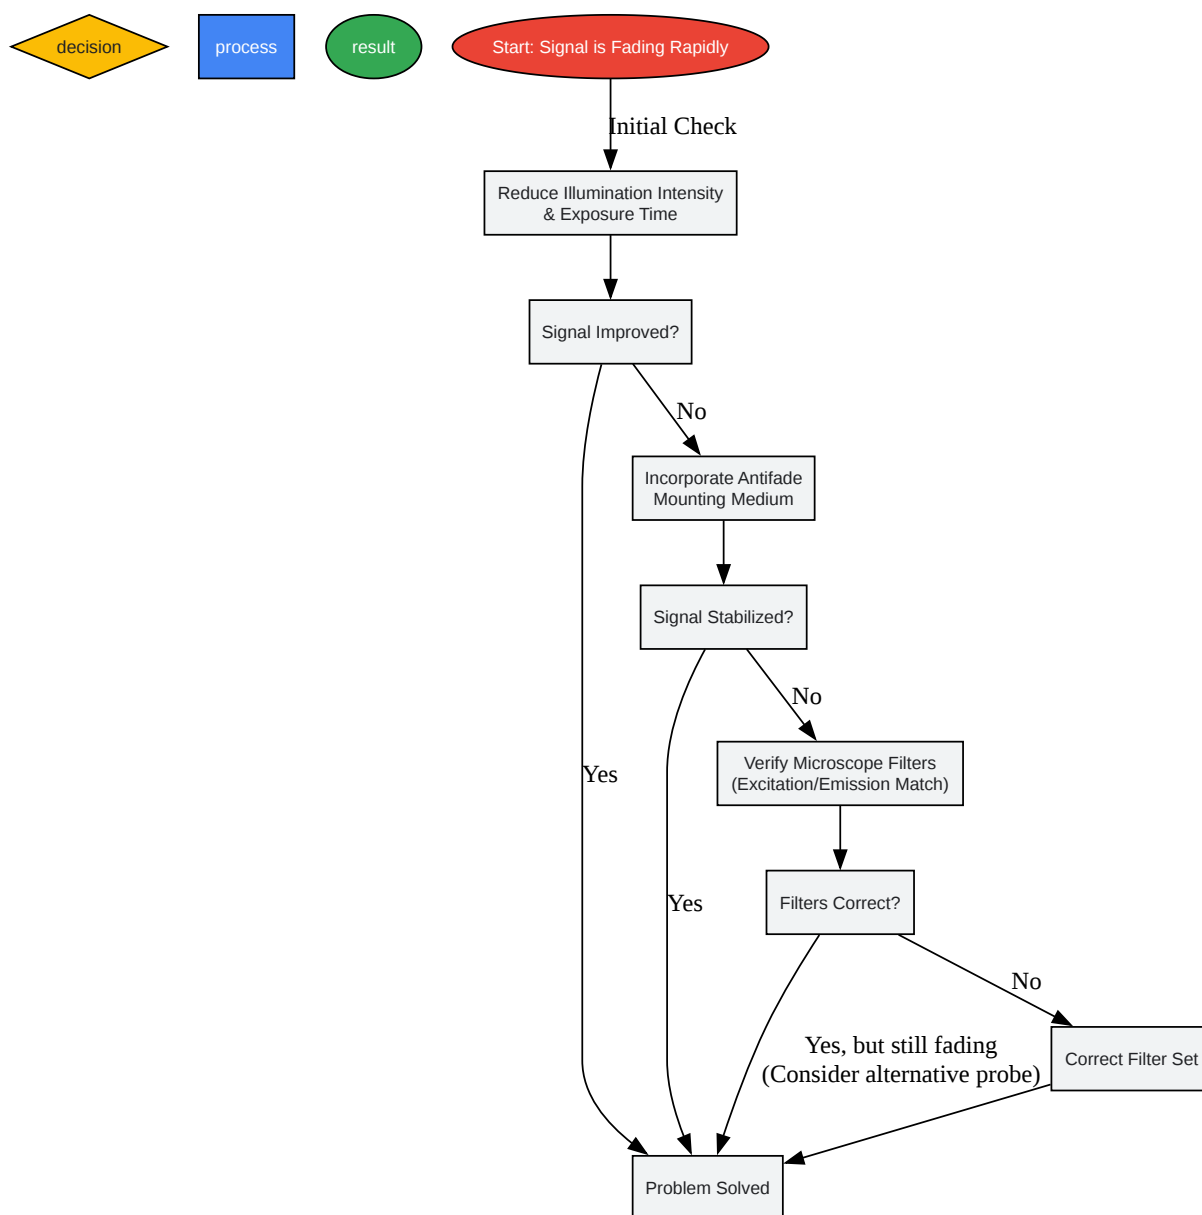 decision
process
result
Start: Signal is Fading Rapidly
Initial Check
Reduce Illumination Intensity
& Exposure Time
Signal Improved?
No
Incorporate Antifade
Mounting Medium
Signal Stabilized?
No
Verify Microscope Filters
(Excitation/Emission Match)
Yes
Filters Correct?
Yes
No
Yes, but still fading
(Consider alternative probe)
Correct Filter Set
Problem Solved